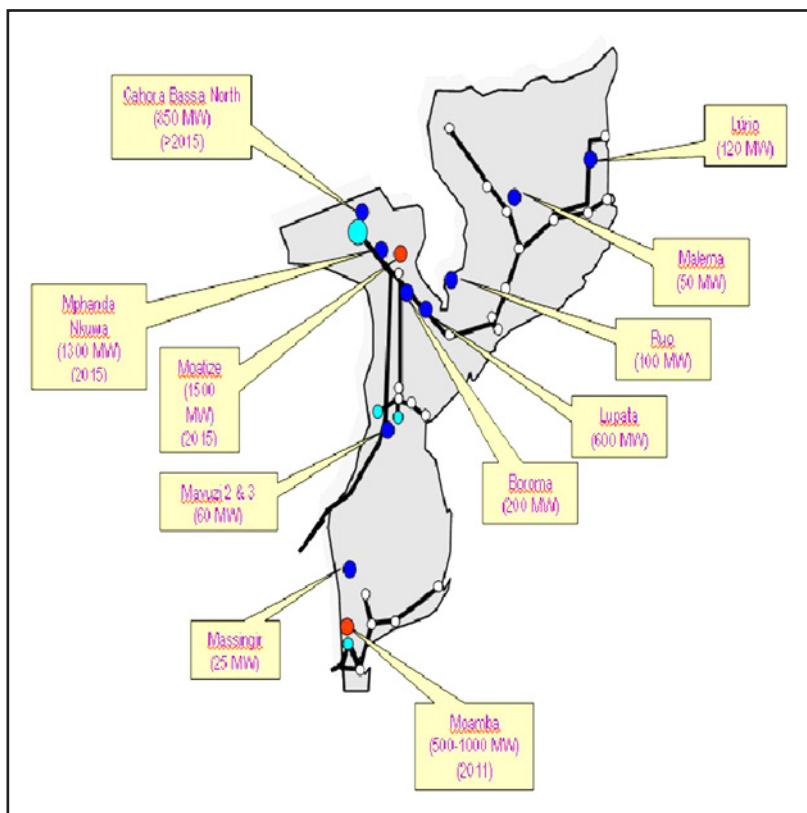 Cahora Bassa North
(850 MW)
(>2015)
Lúrio
(120 MW)
Malema
(50 MW)
Mphanda
Nkuwa
(1300 MW)
(2015)
Moatize
(1500
MW)
(2015)
Ruo
(100 MW)
Lupata
(600 MW)
Mavuzi 2 & 3
(60 MW)
Boroma
(200 MW)
Massingir
(25 MW)
Moamba
(500-1000 MW)
(2011)